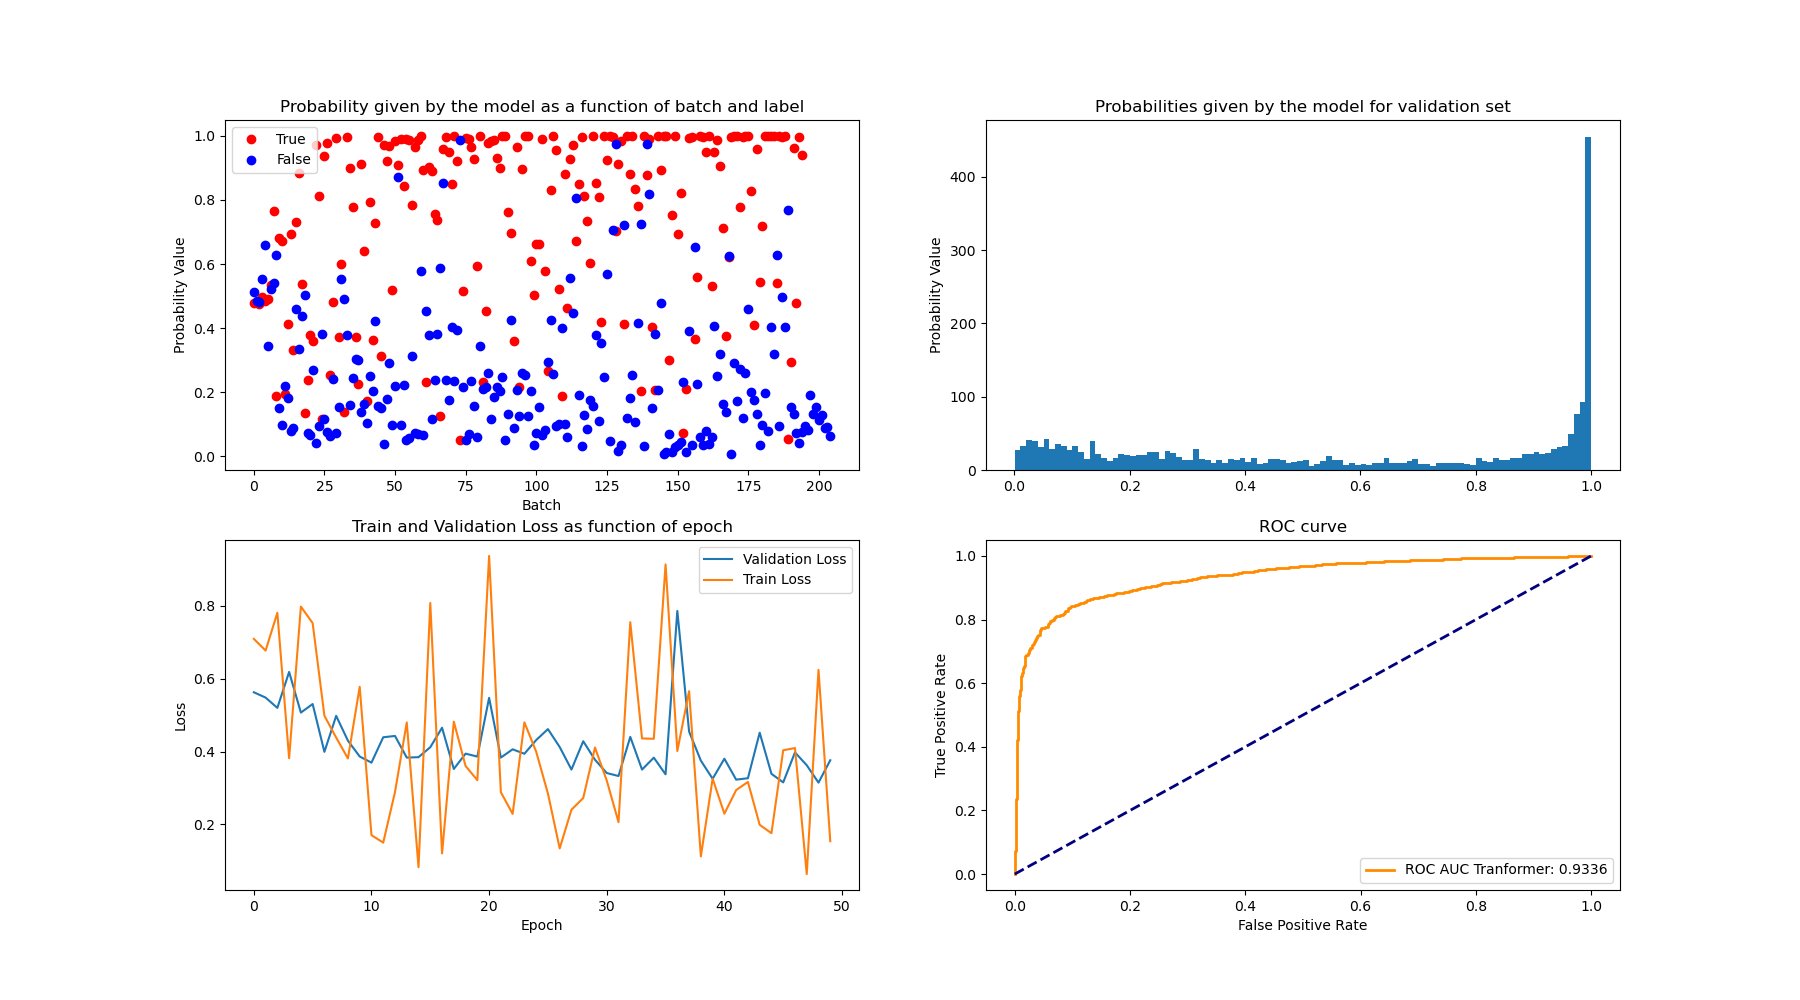 Probability given by the model as a function of batch and label
True
False
1.0
0.8
0.6
0.4
0.2
0.0
Probability Value
0 25 50 75 100 125 150 175 200
Batch
Probabilities given by the model for validation set
400
300
200
100
0
Probability Value
0.0 0.2 0.4 0.6 0.8 1.0
Train and Validation Loss as function of epoch
Validation Loss
Train Loss
0.8
0.6
0.4
0.2
Loss
0 10 20 30 40 50
Epoch
ROC curve
1.0
0.8
0.6
0.4
0.2
0.0
True Positive Rate
ROC AUC Tranformer: 0.9336
0.0 0.2 0.4 0.6 0.8 1.0
False Positive Rate